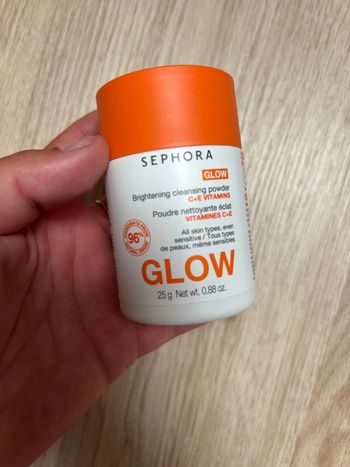 SEPHORA
GLOW
Brightening cleansing powder
C+E VITAMINS
Poudre nettoyante éclat
VITAMINES C+E
96%
All skin types, even
sensitive / Tous types
de peaux, même sensibles
GLOW
25 g Net wt. 0.88 oz.